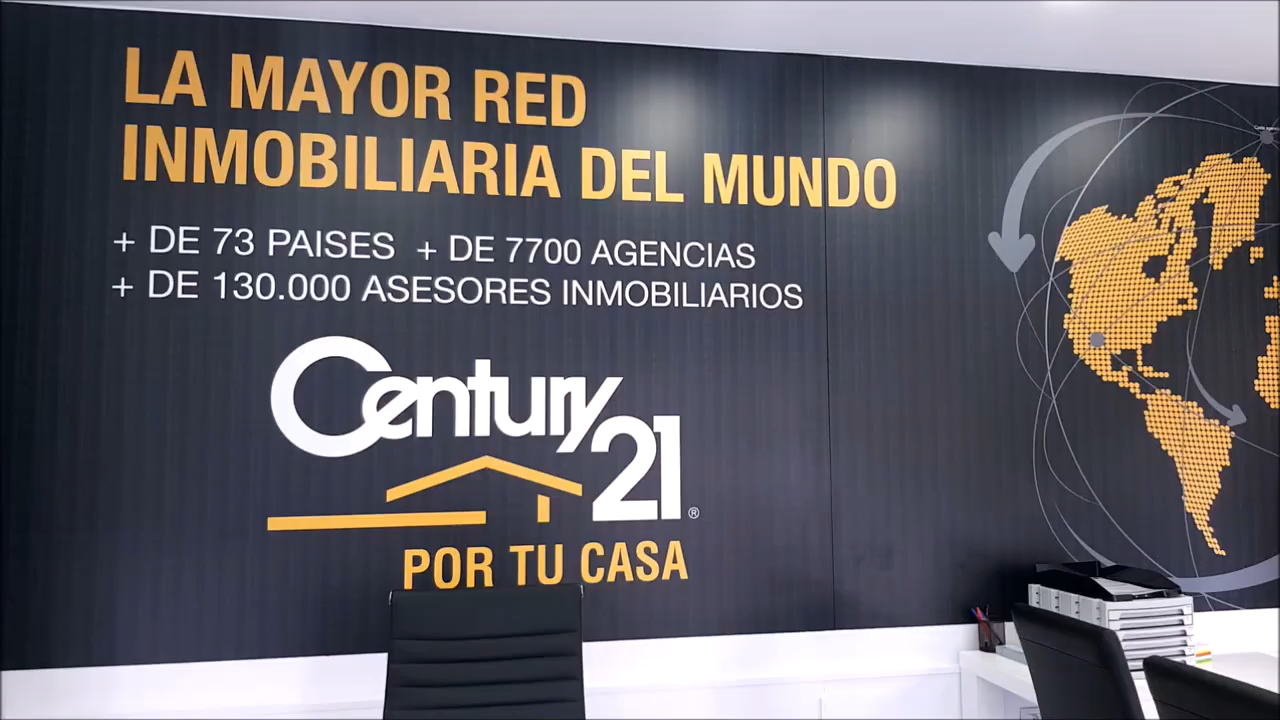 LA MAYOR RED
INMOBILIARIA DEL MUNDO
+ DE 73 PAISES + DE 7700 AGENCIAS
+ DE 130.000 ASESORES INMOBILIARIOS
Century
21®
POR TU CASA